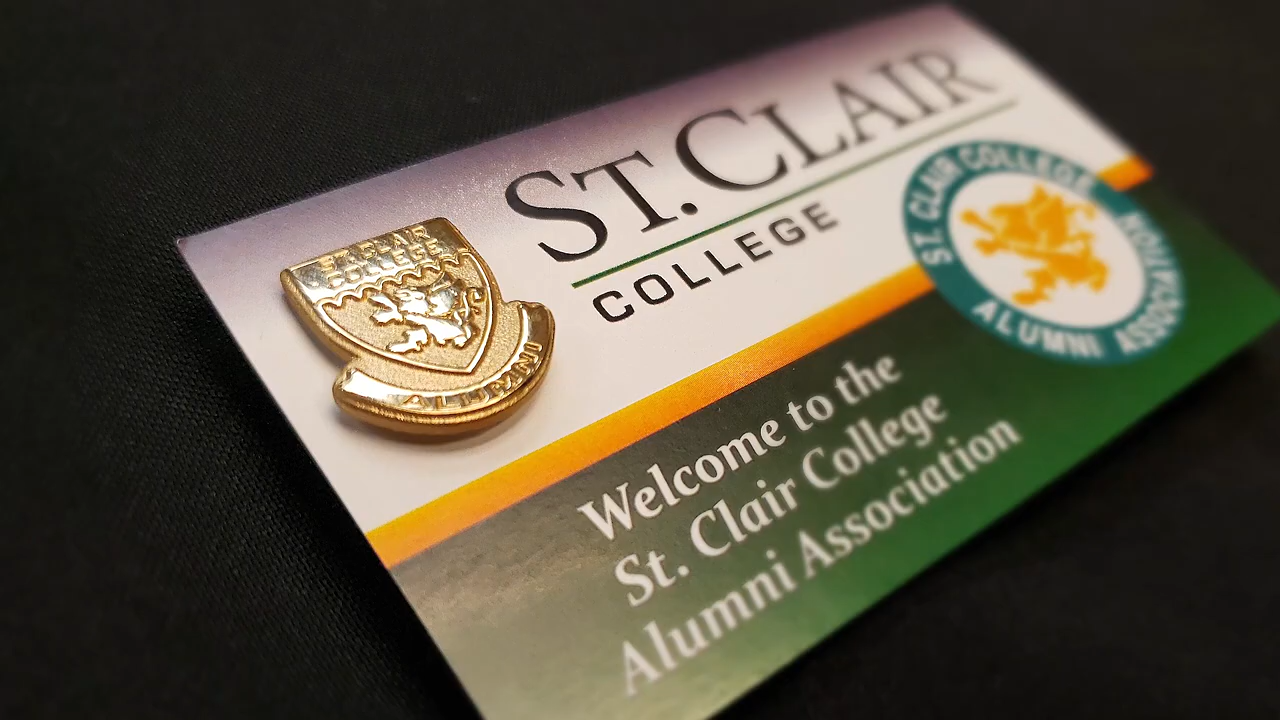 ST. CLAIR
COLLEGE
ST. CLAIR
COLLEGE
ALUMNI
ST. CLAIR COLLEGE
ALUMNI ASSOCIATION
Welcome to the
St. Clair College
Alumni Association